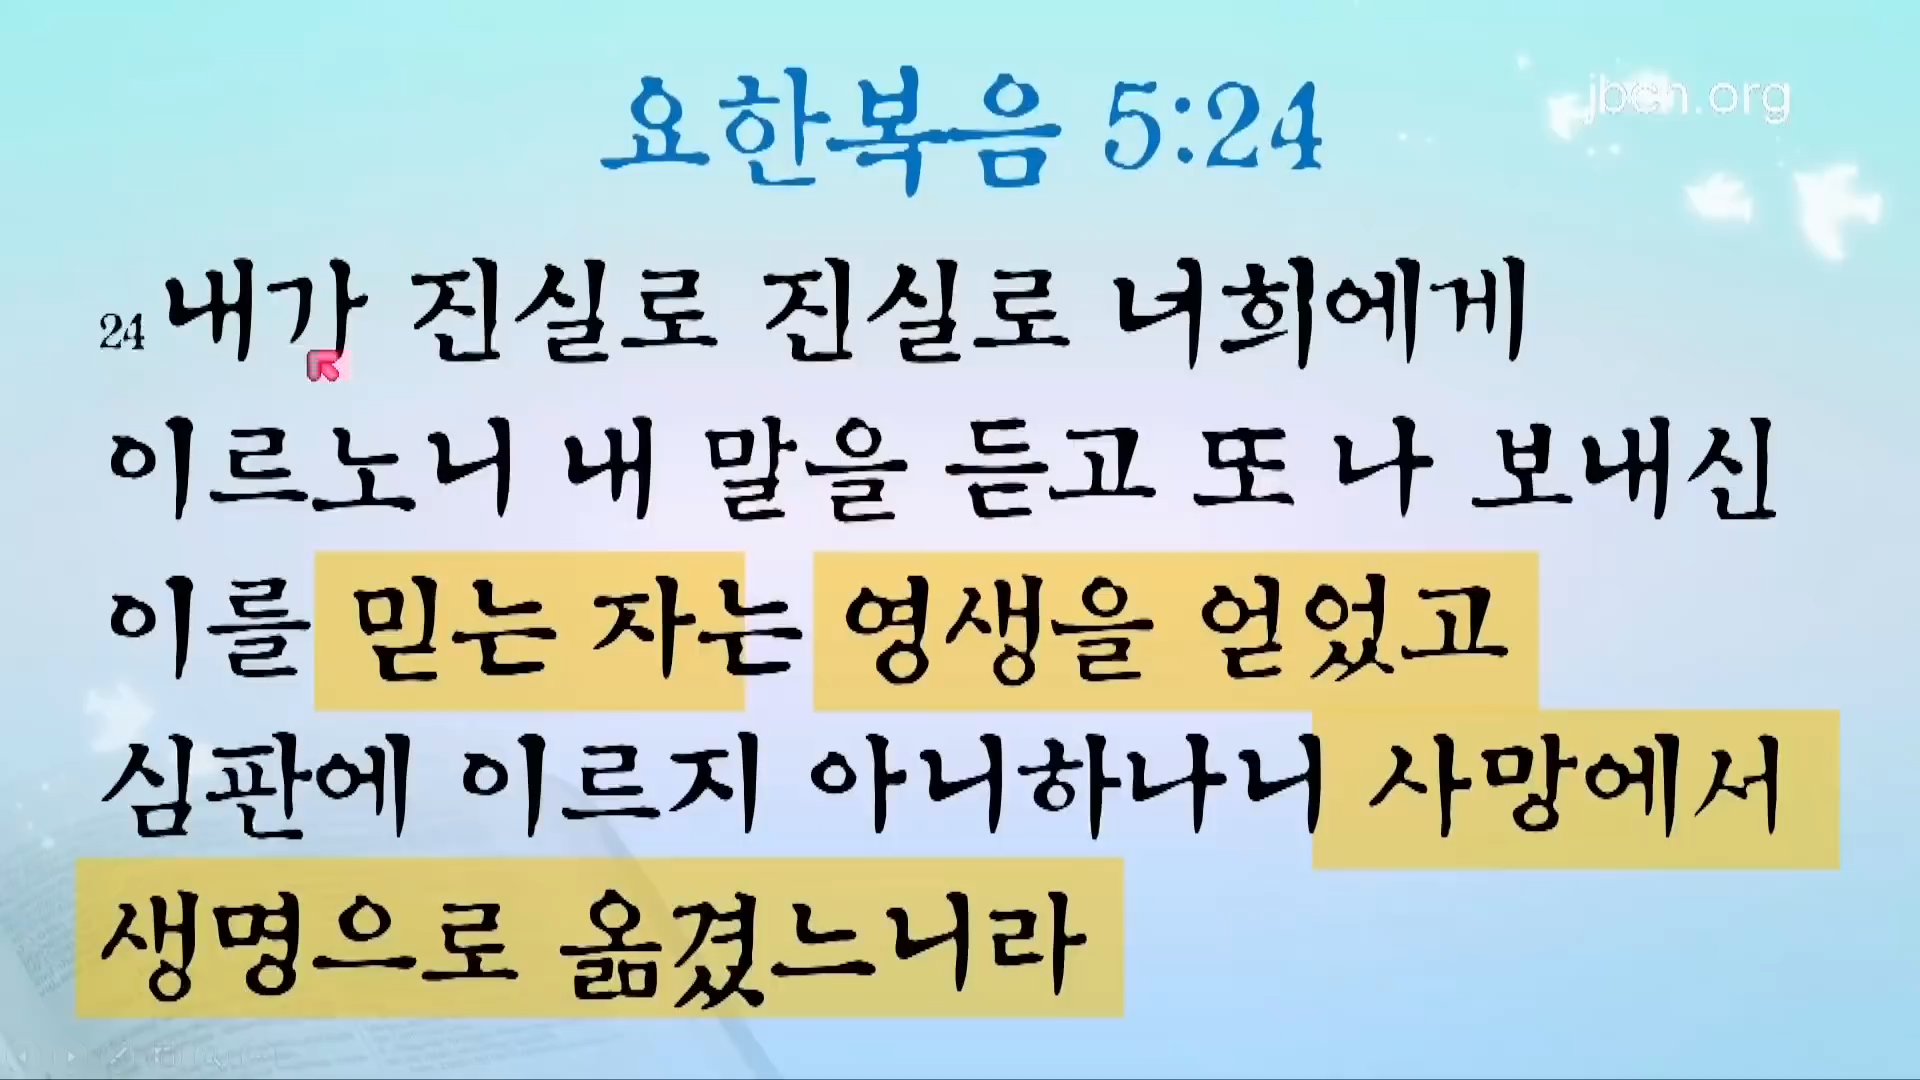 요한복음 5:24
jbch.org
24 내가 진실로 진실로 너희에게
이르노니 내 말을 듣고 또 나 보내신
이를 믿는 자는 영생을 얻었고
심판에 이르지 아니하나니 사망에서
생명으로 옮겼느니라